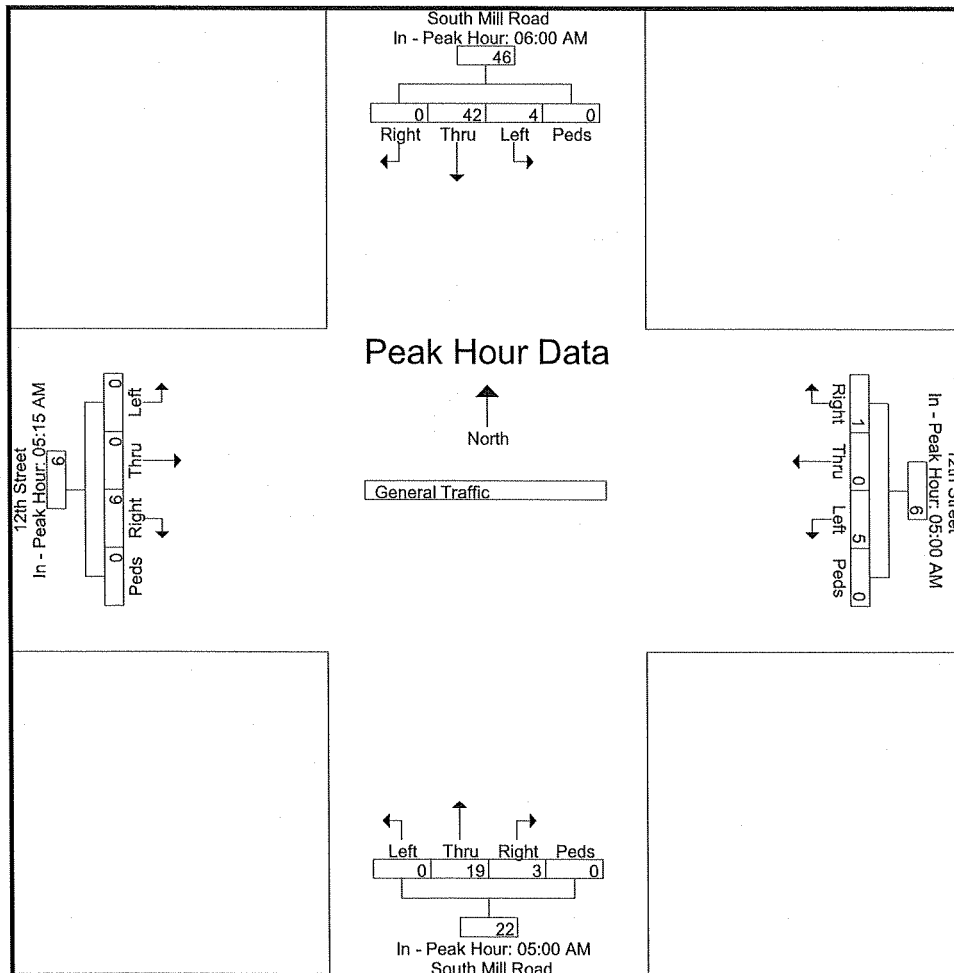 South Mill Road
In - Peak Hour: 06:00 AM
46
0 42 4 0
Right Thru Left Peds
Peak Hour Data
North
General Traffic
12th Street
In - Peak Hour: 05:15 AM
6
0 0 6 0
Left Thru Right Peds
12th Street
In - Peak Hour: 05:00 AM
6
1 0 5 0
Right Thru Left Peds
Left Thru Right Peds
0 19 3 0
22
In - Peak Hour: 05:00 AM
South Mill Road